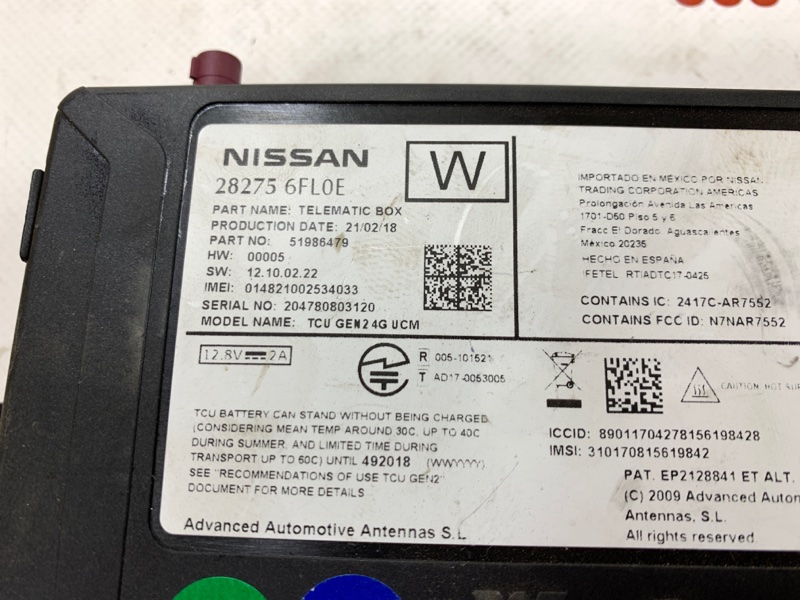 NISSAN
W
28275 6FL0E
PART NAME: TELEMATIC BOX
PRODUCTION DATE: 21/02/18
PART NO: 51986479
HW: 00005
SW: 12.10.02.22
IMEI: 014821002534033
SERIAL NO: 204780803120
MODEL NAME: TCU GEN2 4G UCM
IMPORTADO EN MÉXICO POR NISSAN
TRADING CORPORATION AMERICAS
Prolongación Avenida Las Americas
1701-D50 Piso 5 y 6
Fracc El Dorado, Aguascalientes
México 20235
HECHO EN ESPAÑA
IFETEL RTIADTC17-0425
CONTAINS IC: 2417C-AR7552
CONTAINS FCC ID: N7NAR7552
12.8V 2A
R 005-101521
T AD17-0053005
CAUTION, HOT
TCU BATTERY CAN STAND WITHOUT BEING CHARGED
(CONSIDERING MEAN TEMP AROUND 30C, UP TO 40C
DURING SUMMER, AND LIMITED TIME DURING
TRANSPORT UP TO 60C) UNTIL 492018 (WWYYYY)
SEE "RECOMMENDATIONS OF USE TCU GEN2"
DOCUMENT FOR MORE DETAILS
Advanced Automotive Antennas S.L
ICCID: 89011704278156198428
IMSI: 310170815619842
PAT. EP2128841 ET ALT.
(C) 2009 Advanced Auto
Antennas, S.L.
All rights reserved.